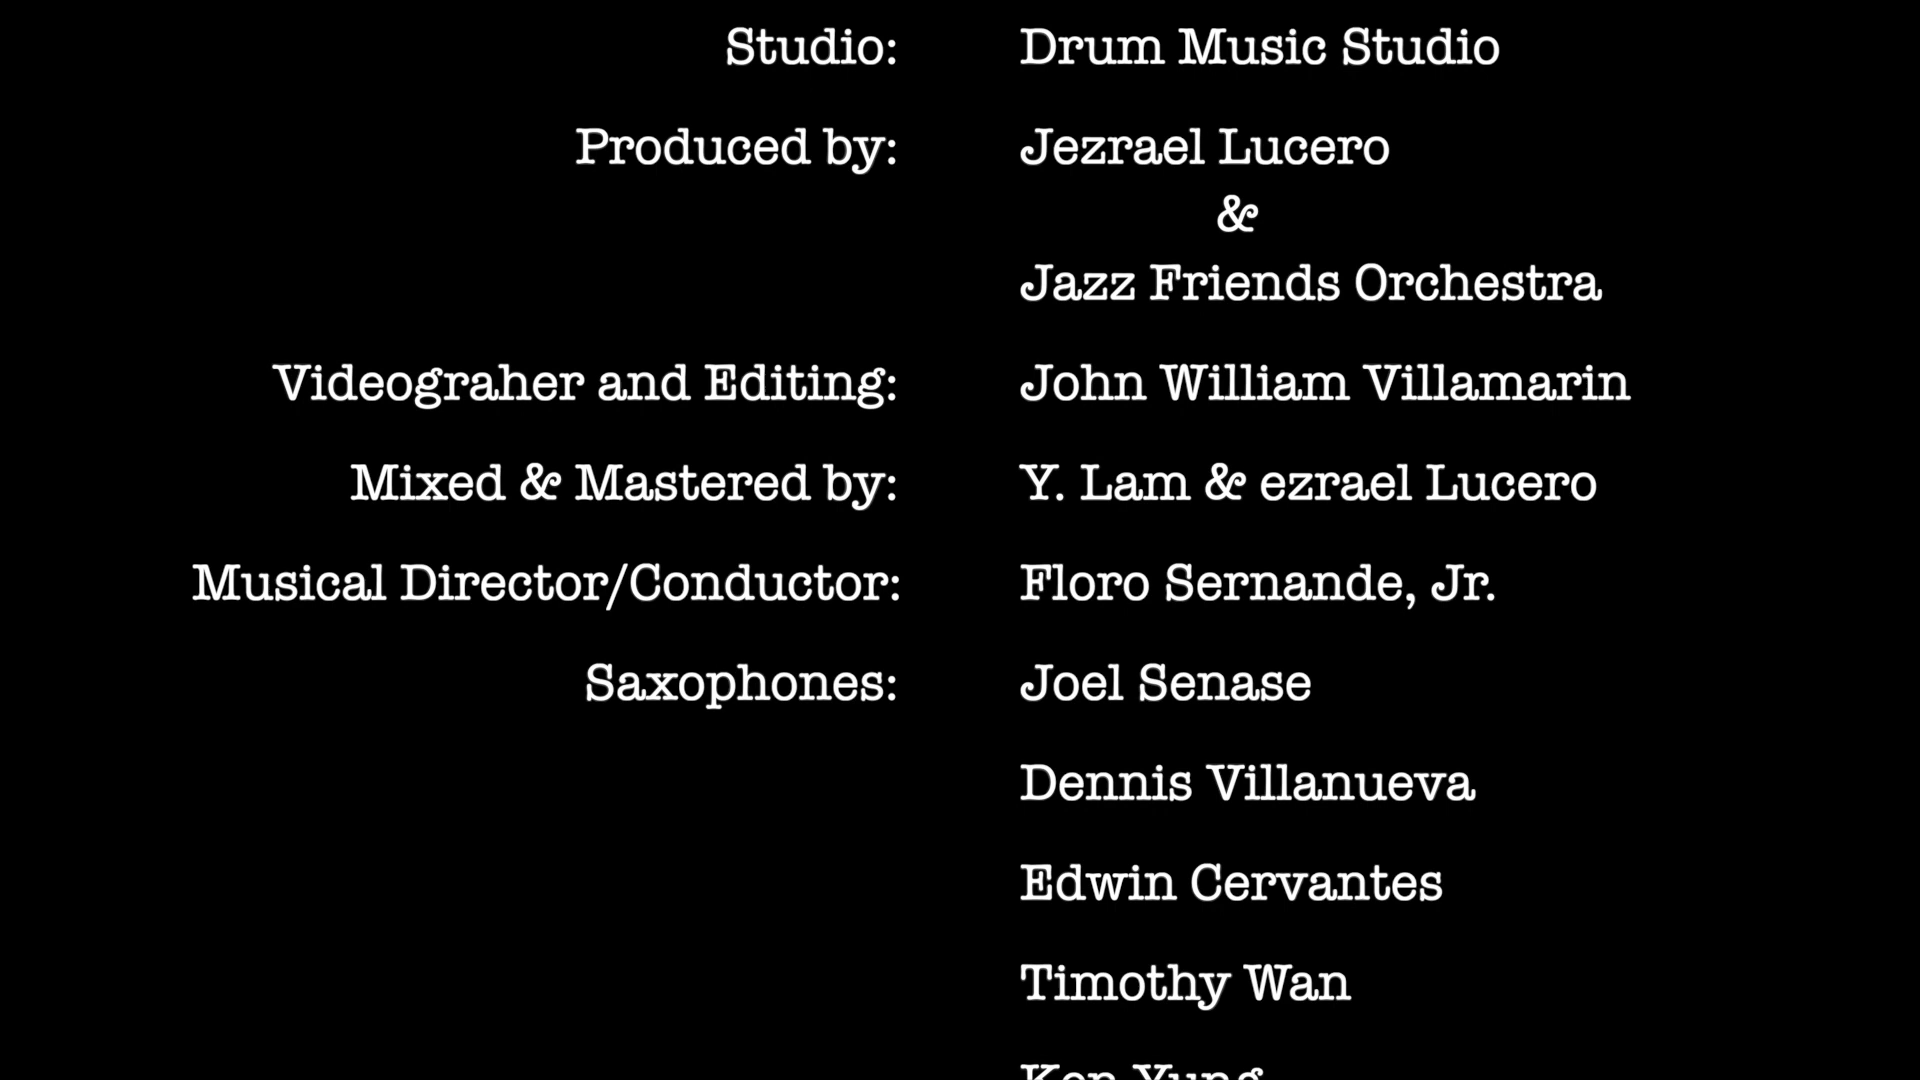 Studio: Drum Music Studio
Produced by: Jezrael Lucero
&
Jazz Friends Orchestra
Videograher and Editing: John William Villamarin
Mixed & Mastered by: Y. Lam & ezrael Lucero
Musical Director/Conductor: Floro Sernande, Jr.
Saxophones: Joel Senase
Dennis Villanueva
Edwin Cervantes
Timothy Wan
Ken Yung